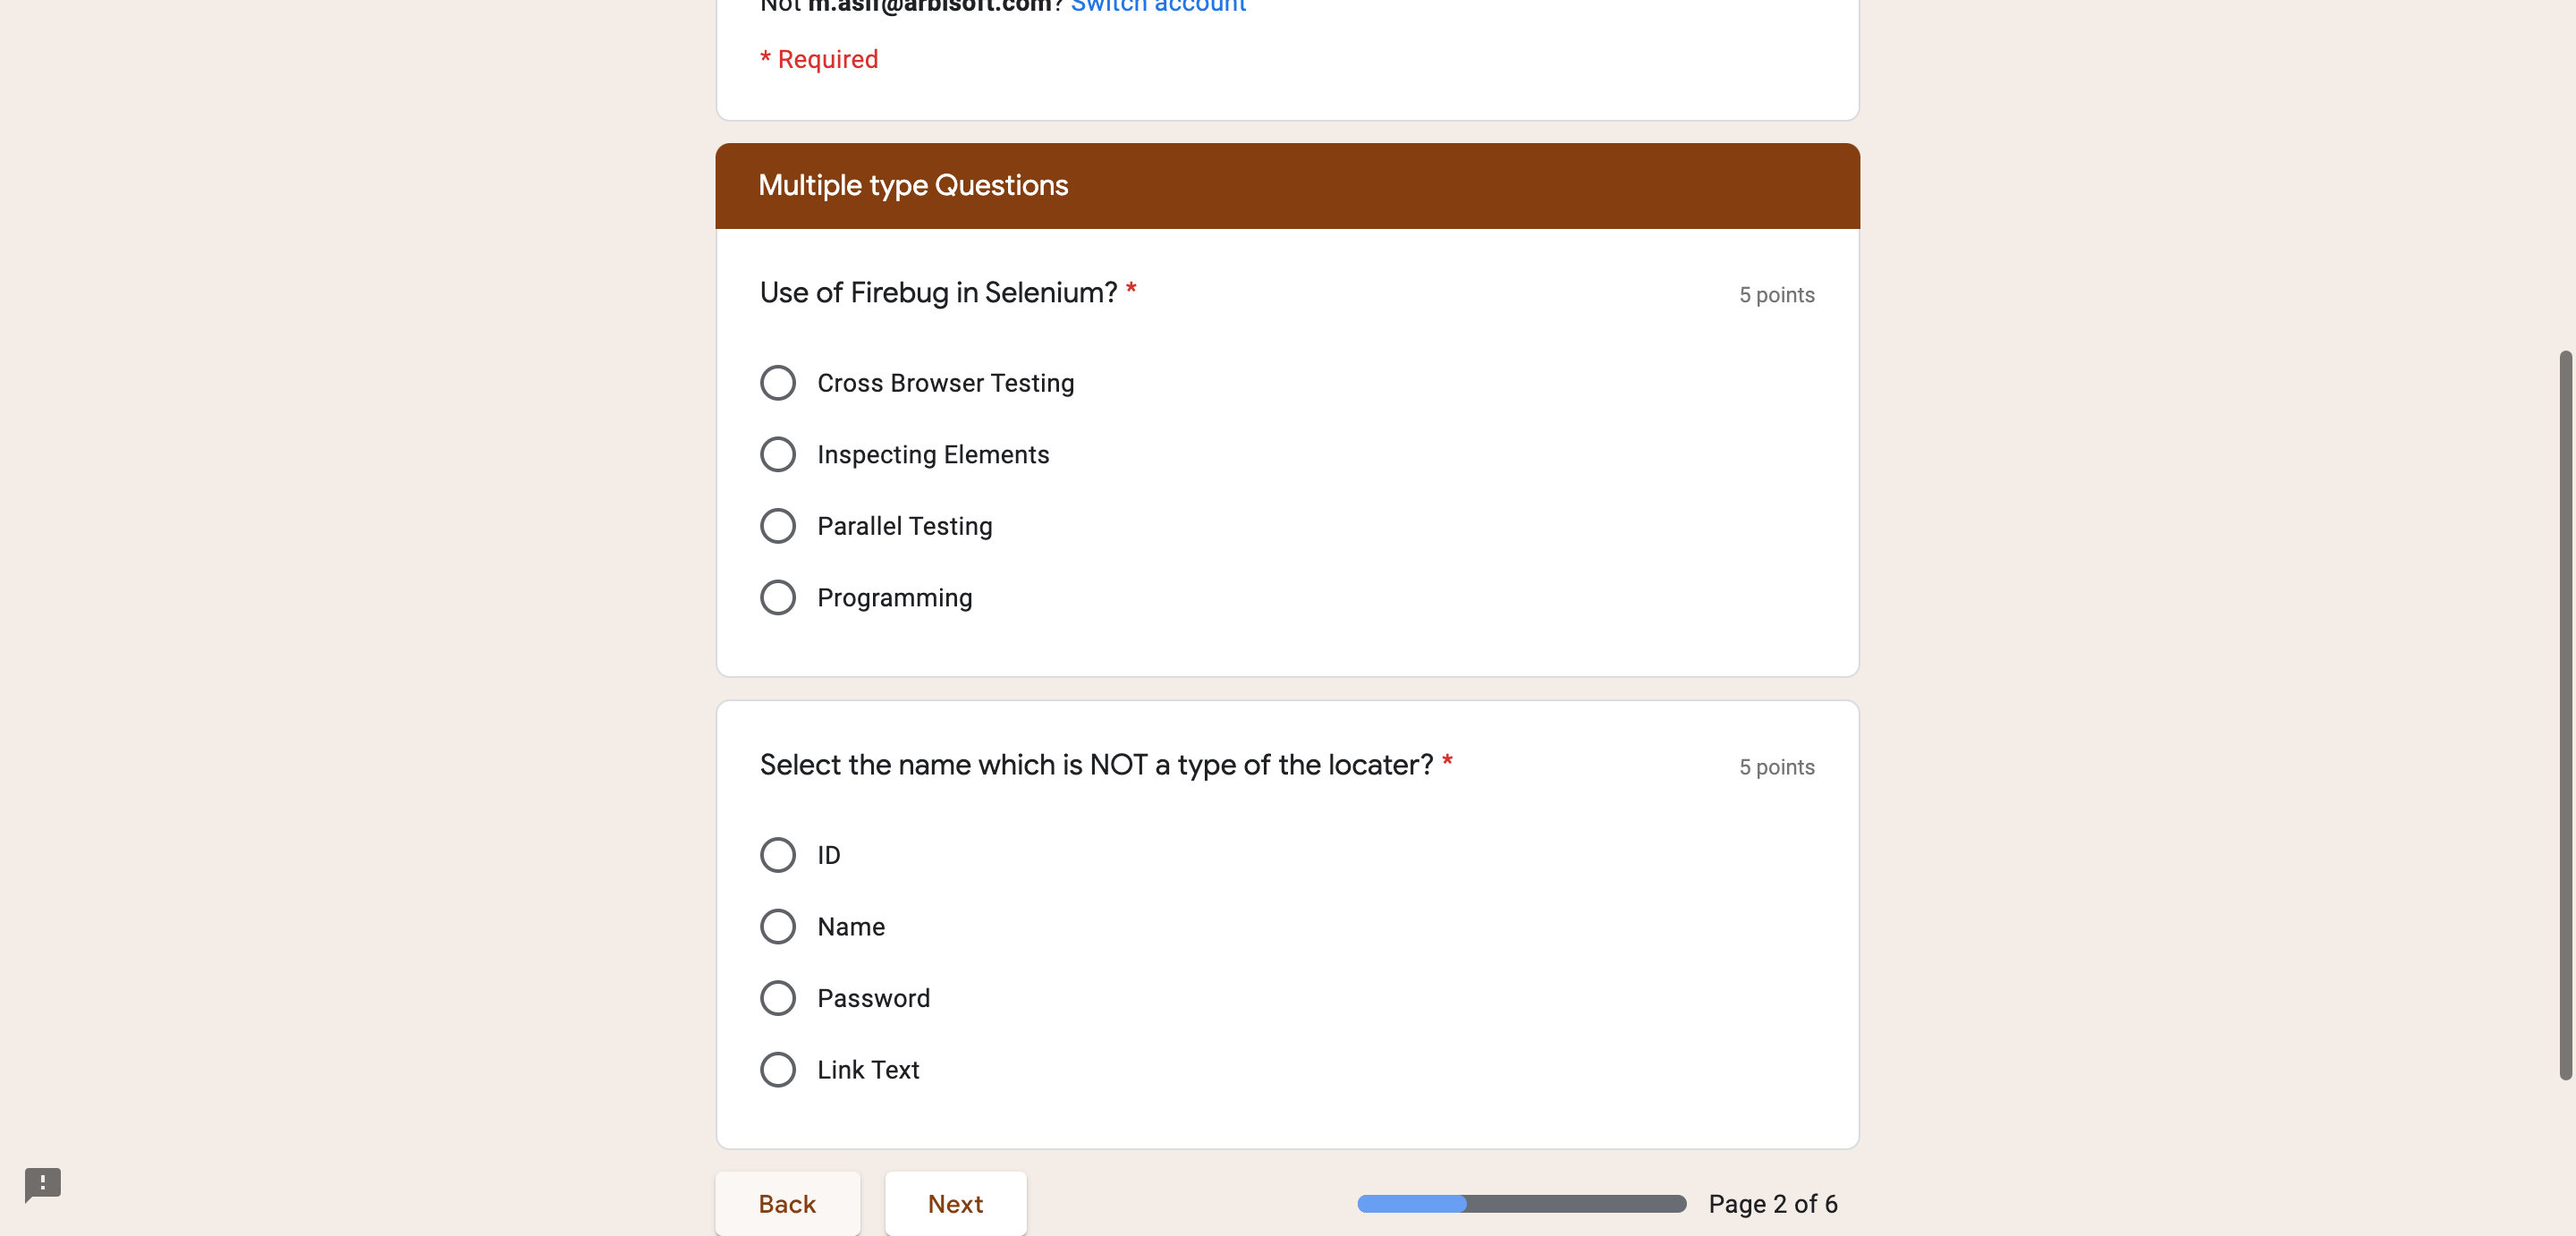 Not m.asif@arbisoft.com? Switch account
* Required
Multiple type Questions
Use of Firebug in Selenium? *
5 points
Cross Browser Testing
Inspecting Elements
Parallel Testing
Programming
Select the name which is NOT a type of the locater? *
5 points
ID
Name
Password
Link Text
Back
Next
Page 2 of 6